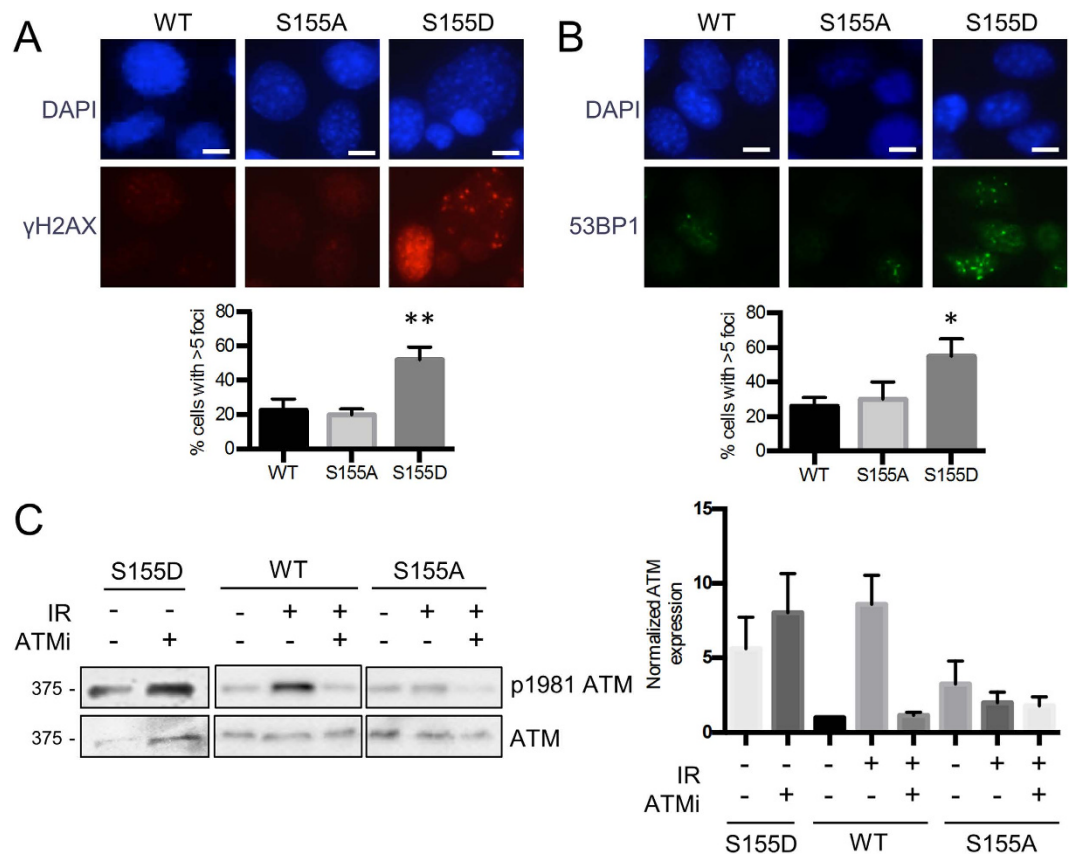 A
WT S155A S155D
DAPI
γH2AX
% cells with >5 foci
80
60
40
20
0
**
WT S155A S155D
B
WT S155A S155D
DAPI
53BP1
% cells with >5 foci
80
60
40
20
0
*
WT S155A S155D
C
S155D WT S155A
IR - - - + + - + +
ATMi - + - - + - - +
375 - p1981 ATM
375 - ATM
Normalized ATM
expression
15
10
5
0
IR - - - + + - + +
ATMi - + - - + - - +
S155D WT S155A